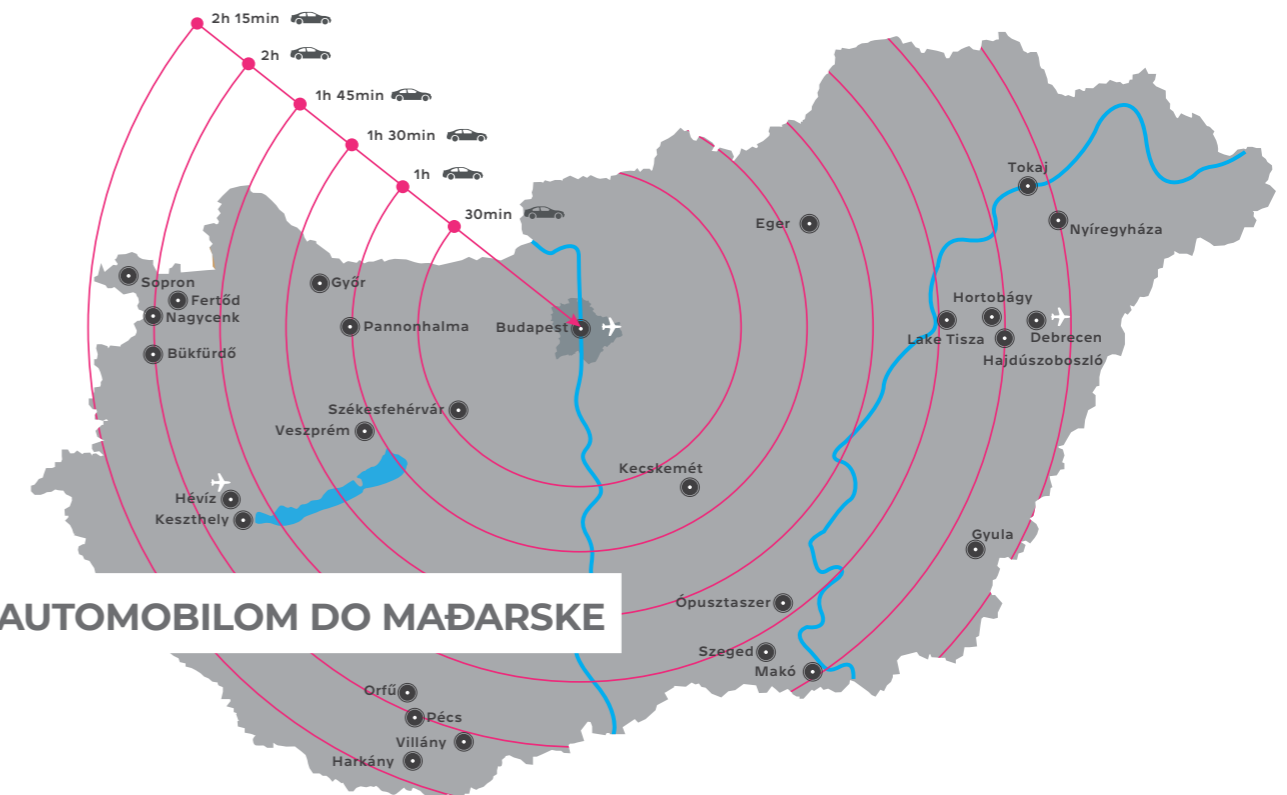 2h 15min
2h
1h 45min
1h 30min
1h
30min
Tokaj
Eger
Nyíregyháza
Sopron
Győr
Fertőd
Hortobágy
Nagycenk
Pannonhalma
Budapest
Lake Tisza
Debrecen
Bükfürdő
Hajdúszoboszló
Székesfehérvár
Veszprém
Kecskemét
Hévíz
Keszthely
Gyula
Ópusztaszer
AUTOMOBILOM DO MAĐARSKE
Szeged
Makó
Orfű
Pécs
Villány
Harkány